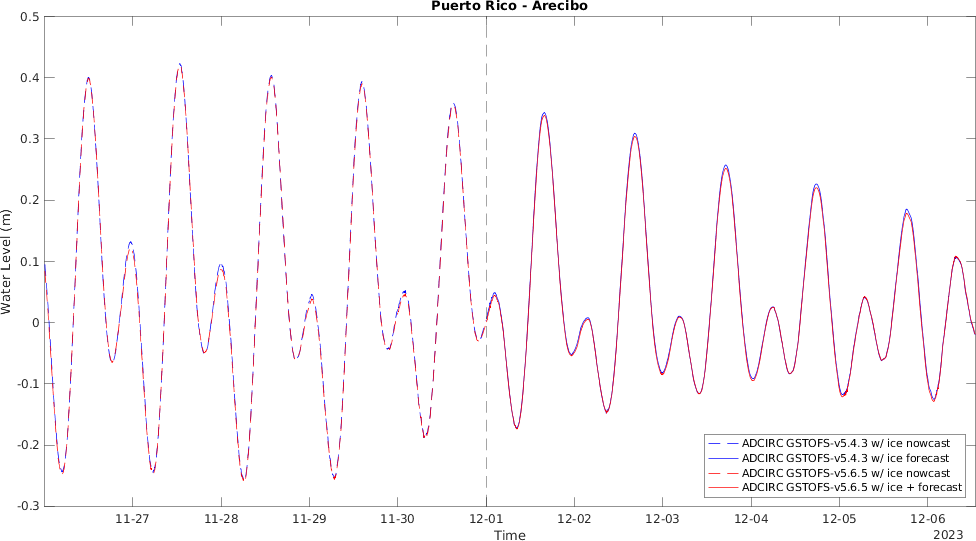 Puerto Rico - Arecibo
0.5
0.4
0.3
0.2
0.1
0
-0.1
-0.2
-0.3
Water Level (m)
ADCIRC GSTOFS-v5.4.3 w/ ice nowcast
ADCIRC GSTOFS-v5.4.3 w/ ice forecast
ADCIRC GSTOFS-v5.6.5 w/ ice nowcast
ADCIRC GSTOFS-v5.6.5 w/ ice + forecast
11-27 11-28 11-29 11-30 12-01 12-02 12-03 12-04 12-05 12-06
Time
2023